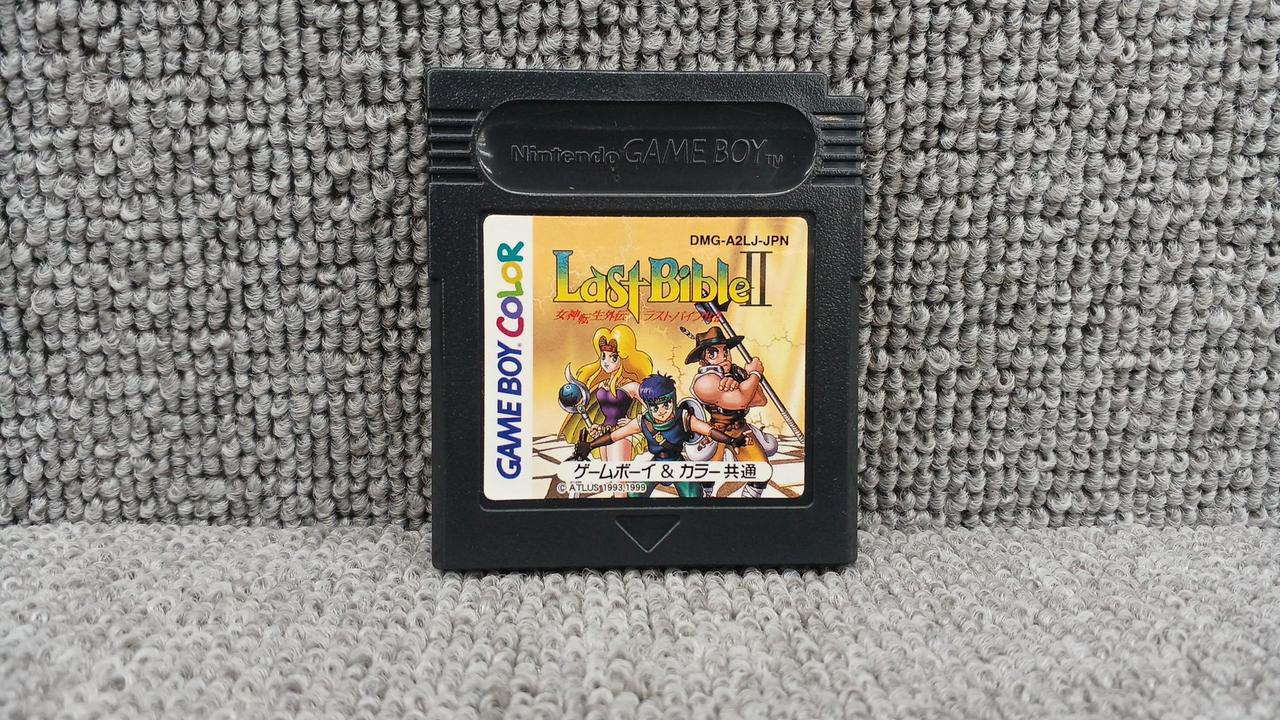 Nintendo GAME BOY TM
DMG-A2LJ-JPN
Last Bible II
女神転生外伝 ラストバイブルII
GAME BOY COLOR
ゲームボーイ & カラー共通
© ATLUS 1993,1999